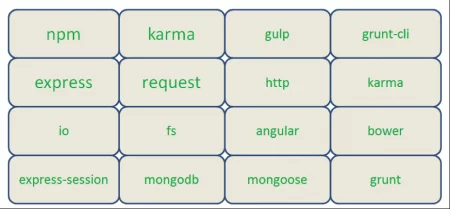 npm karma gulp grunt-cli
express request http karma
io fs angular bower
express-session mongodb mongoose grunt